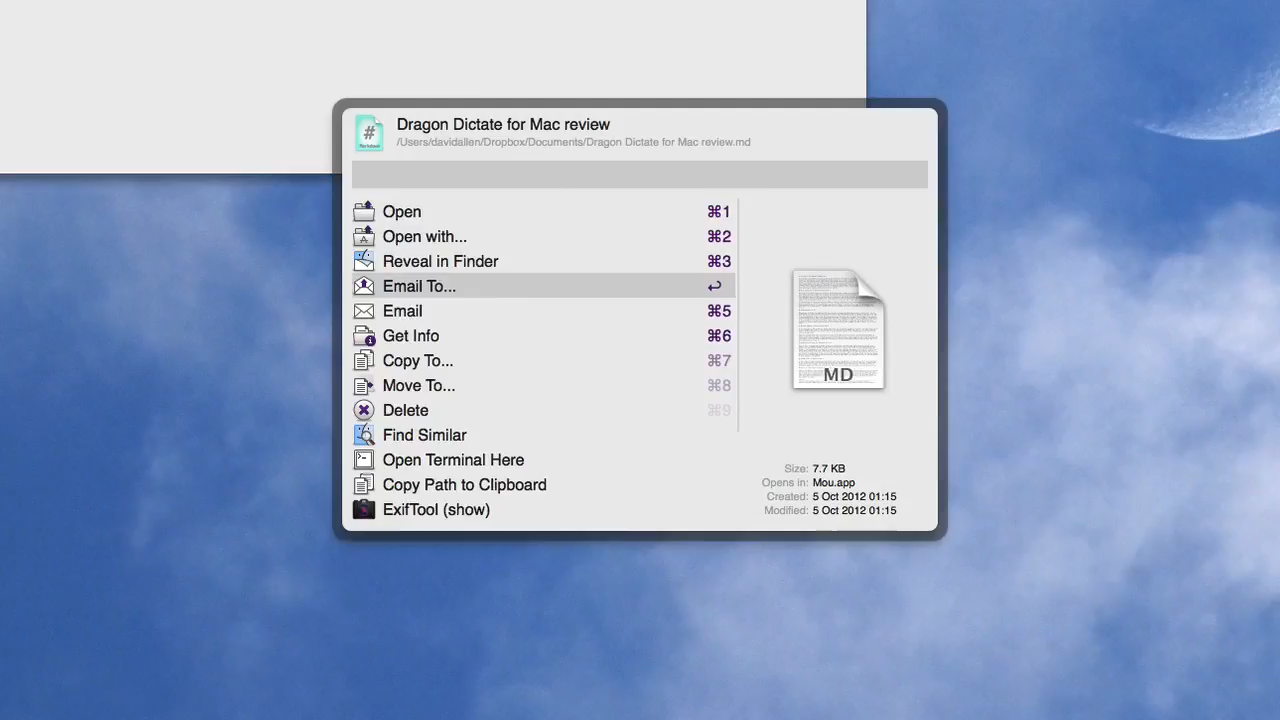 Dragon Dictate for Mac review
/Users/davidallen/Dropbox/Documents/Dragon Dictate for Mac review.md
Open ⌘1
Open with... ⌘2
Reveal in Finder ⌘3
Email To... ↩
Email ⌘5
Get Info ⌘6
Copy To... ⌘7
Move To... ⌘8
Delete ⌘9
Find Similar
Open Terminal Here
Copy Path to Clipboard
ExifTool (show)
MD
Size: 7.7 KB
Opens in: Mou.app
Created: 5 Oct 2012 01:15
Modified: 5 Oct 2012 01:15